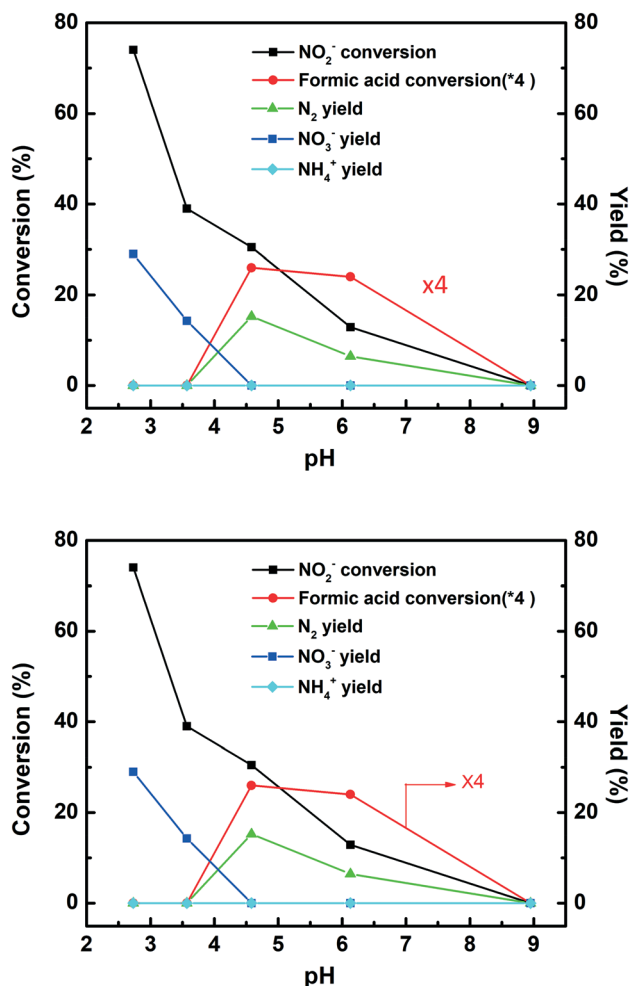 80
60
40
20
0
Conversion (%)
NO₂⁻ conversion
Formic acid conversion(*4 )
N₂ yield
NO₃⁻ yield
NH₄⁺ yield
x4
80
60
40
20
0
Yield (%)
2 3 4 5 6 7 8 9
pH
80
60
40
20
0
Conversion (%)
NO₂⁻ conversion
Formic acid conversion(*4 )
N₂ yield
NO₃⁻ yield
NH₄⁺ yield
X4
80
60
40
20
0
Yield (%)
2 3 4 5 6 7 8 9
pH